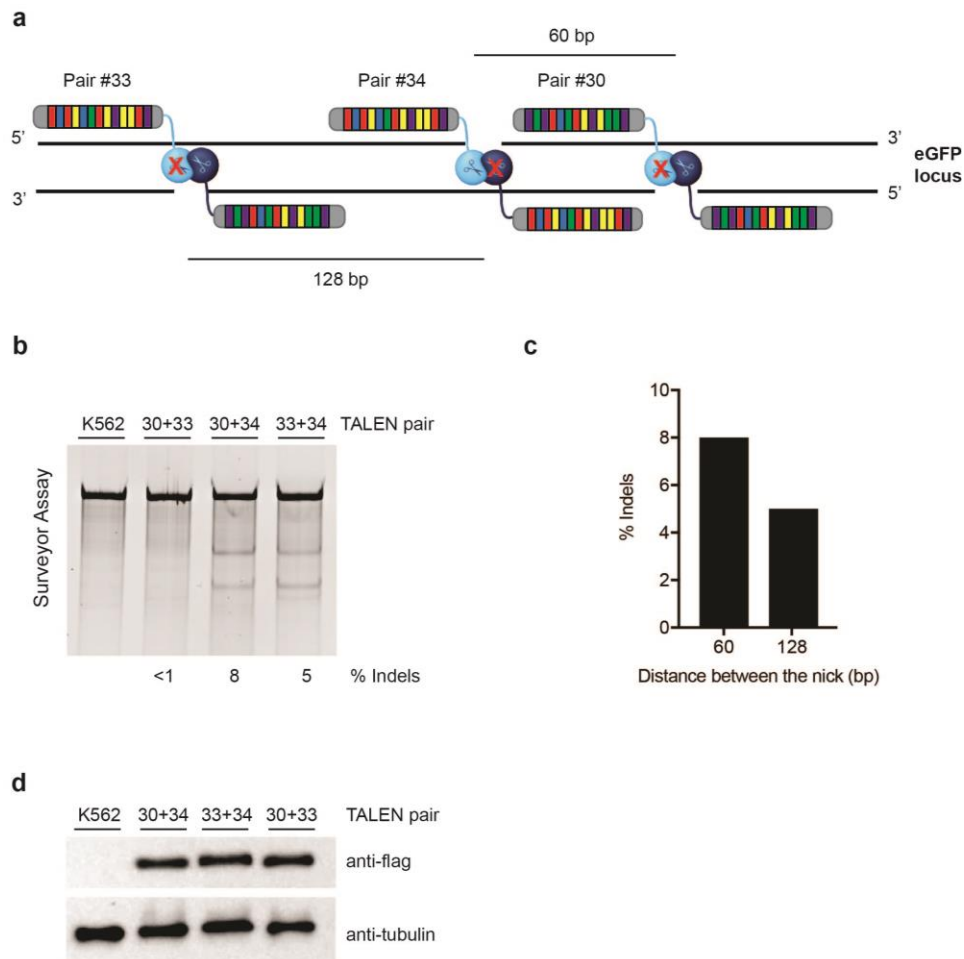 a
60 bp
Pair #33 Pair #34 Pair #30
5’ 3’
eGFP
locus
3’ 5’
128 bp
b
K562 30+33 30+34 33+34 TALEN pair
Surveyor Assay
<1 8 5 % Indels
c
10
8
6
4
2
0
% Indels
60 128
Distance between the nick (bp)
d
K562 30+34 33+34 30+33 TALEN pair
anti-flag
anti-tubulin